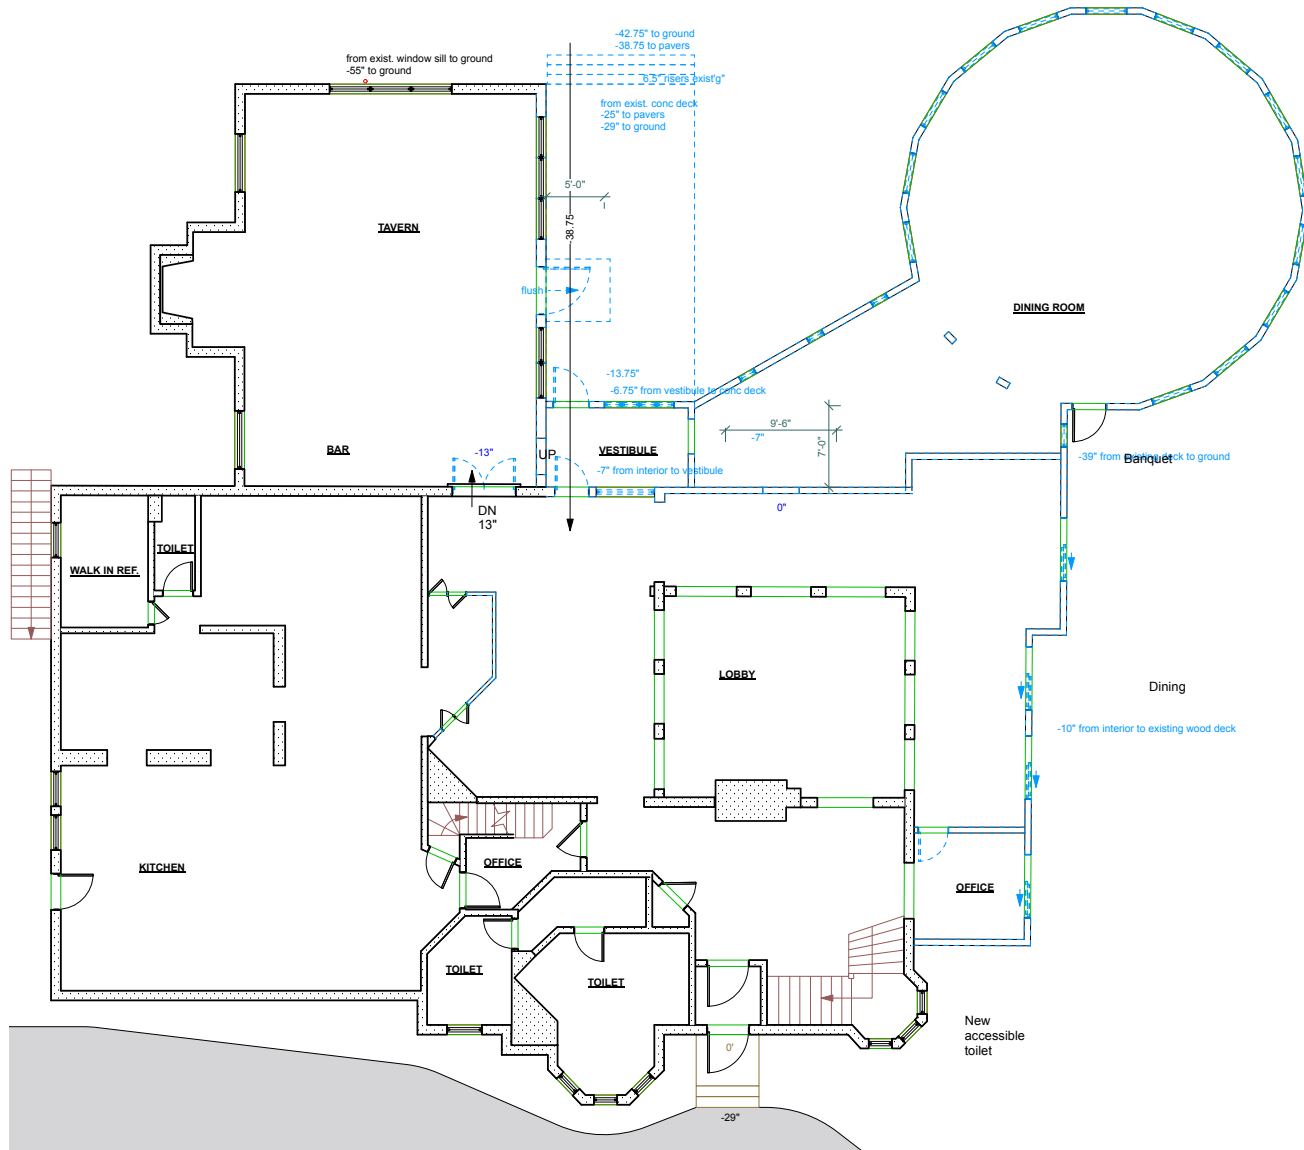 -42.75" to ground
-38.75 to pavers
from exist. window sill to ground
-55" to ground
6.5" risers exist'g"
from exist. conc deck
-25" to pavers
-29" to ground
5'-0"
-38.75
TAVERN
flush
DINING ROOM
-13.75"
-6.75" from vestibule to conc deck
9'-6"
-7"
7'-0"
BAR
-13"
UP
VESTIBULE
-39" from existing deck to ground
Banquet
-7" from interior to vestibule
DN
13"
0"
TOILET
WALK IN REF.
LOBBY
Dining
-10" from interior to existing wood deck
KITCHEN
OFFICE
OFFICE
TOILET
TOILET
New
accessible
toilet
0'
-29"